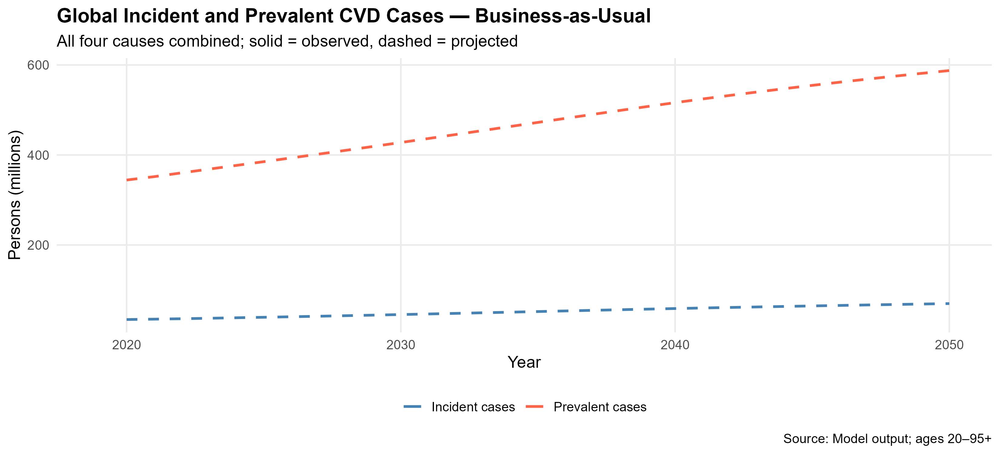 Global Incident and Prevalent CVD Cases — Business-as-Usual
All four causes combined; solid = observed, dashed = projected
Persons (millions)
600
400
200
2020 2030 2040 2050
Year
Incident cases Prevalent cases
Source: Model output; ages 20–95+